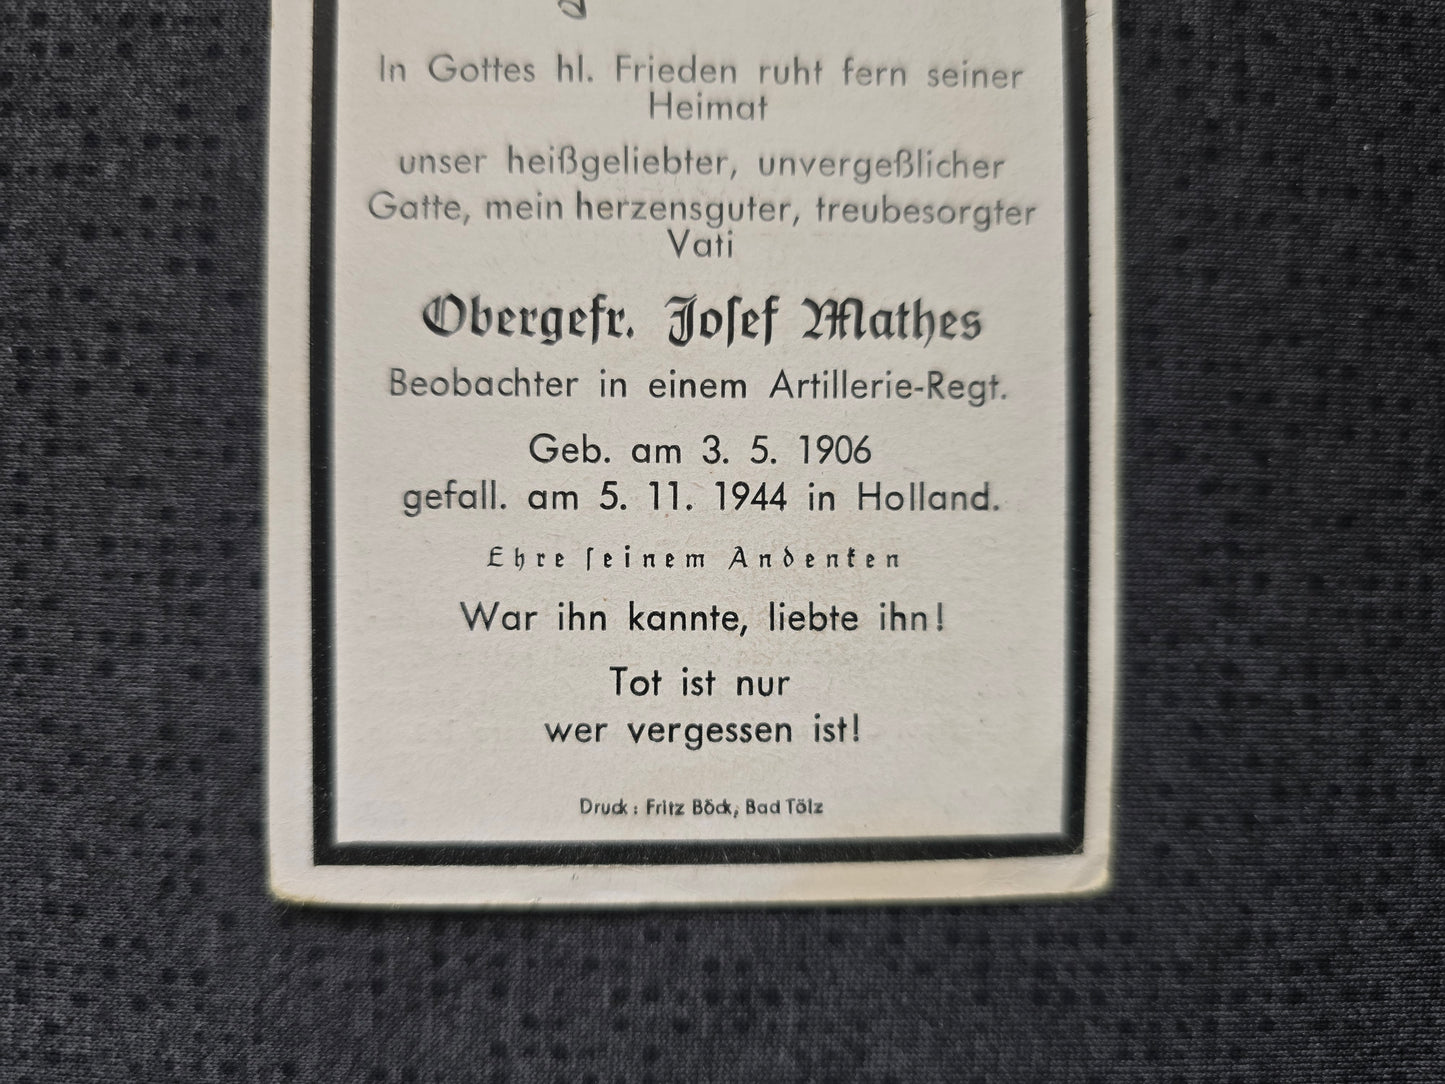 In Gottes hl. Frieden ruht fern seiner
Heimat
unser heißgeliebter, unvergeßlicher
Gatte, mein herzensguter, treubesorgter
Vati
Obergefr. Joſef Mathes
Beobachter in einem Artillerie-Regt.
Geb. am 3. 5. 1906
gefall. am 5. 11. 1944 in Holland.
Ehre ſeinem Andenken
War ihn kannte, liebte ihn!
Tot ist nur
wer vergessen ist!
Druck: Fritz Böck, Bad Tölz